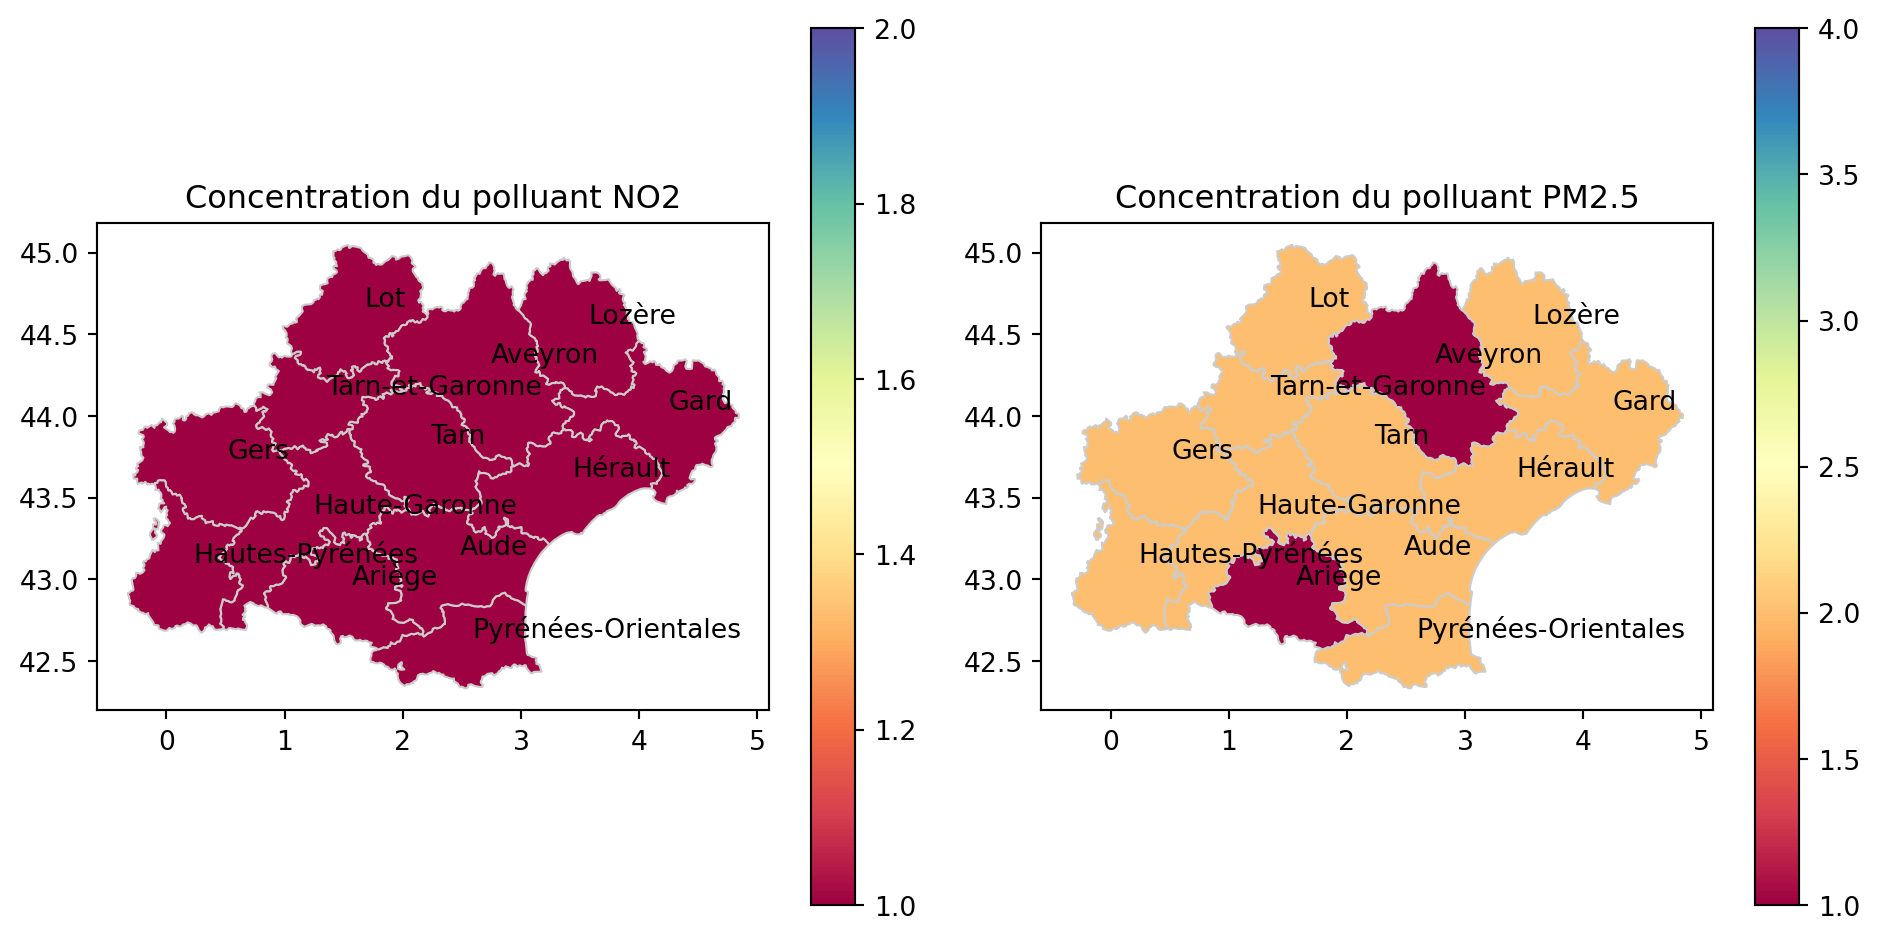 Concentration du polluant NO2
45.0
44.5
44.0
43.5
43.0
42.5
0 1 2 3 4 5
Lot
Lozère
Aveyron
Tarn-et-Garonne
Gard
Tarn
Gers
Hérault
Haute-Garonne
Aude
Hautes-Pyrénées
Ariège
Pyrénées-Orientales
2.0
1.8
1.6
1.4
1.2
1.0
Concentration du polluant PM2.5
45.0
44.5
44.0
43.5
43.0
42.5
0 1 2 3 4 5
Lot
Lozère
Aveyron
Tarn-et-Garonne
Gard
Tarn
Gers
Hérault
Haute-Garonne
Aude
Hautes-Pyrénées
Ariège
Pyrénées-Orientales
4.0
3.5
3.0
2.5
2.0
1.5
1.0